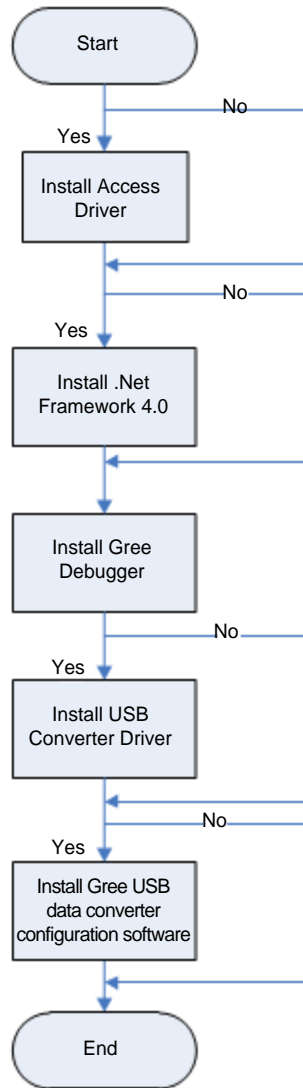 Start
No
Yes
Install Access
Driver
No
Yes
Install .Net
Framework 4.0
Install Gree
Debugger
No
Yes
Install USB
Converter Driver
No
Yes
Install Gree USB
data converter
configuration software
End